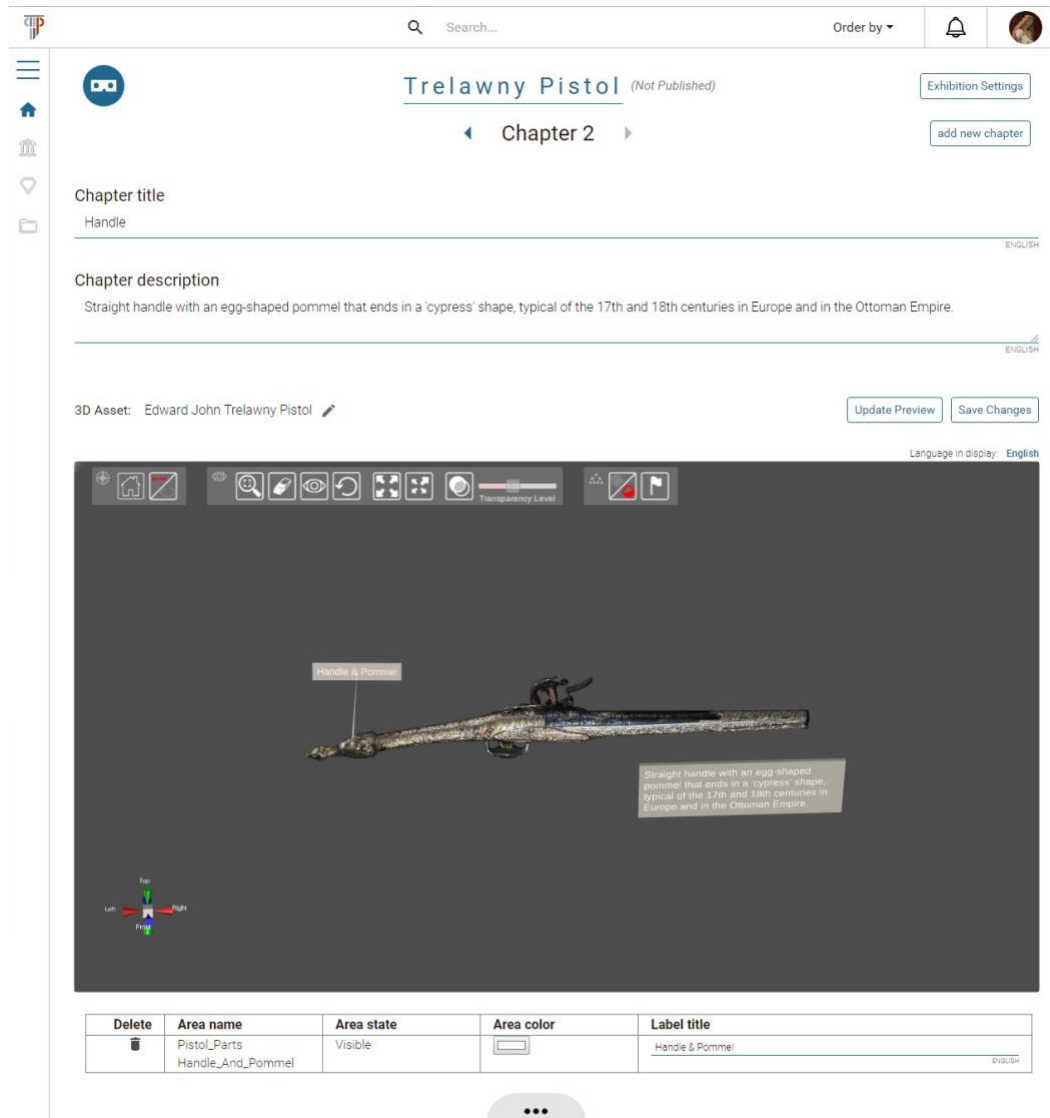 Search...
Order by
Trelawny Pistol (Not Published)
Exhibition Settings
Chapter 2
add new chapter
Chapter title
Handle
ENGLISH
Chapter description
Straight handle with an egg-shaped pommel that ends in a 'cypress' shape, typical of the 17th and 18th centuries in Europe and in the Ottoman Empire.
ENGLISH
3D Asset: Edward John Trelawny Pistol
Update Preview
Save Changes
Language in display: English
Transparency Level
Handle & Pommel
Straight handle with an egg-shaped
pommel that ends in a 'cypress' shape,
typical of the 17th and 18th centuries in
Europe and in the Ottoman Empire.
Top
Left
Right
Front
Delete Area name Area state Area color Label title
Pistol_Parts Visible Handle & Pommel
Handle_And_Pommel ENGLISH